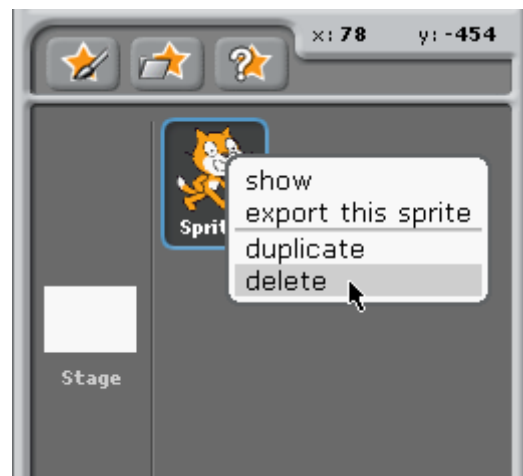 x: 78 y: -454
show
export this sprite
duplicate
delete
Stage